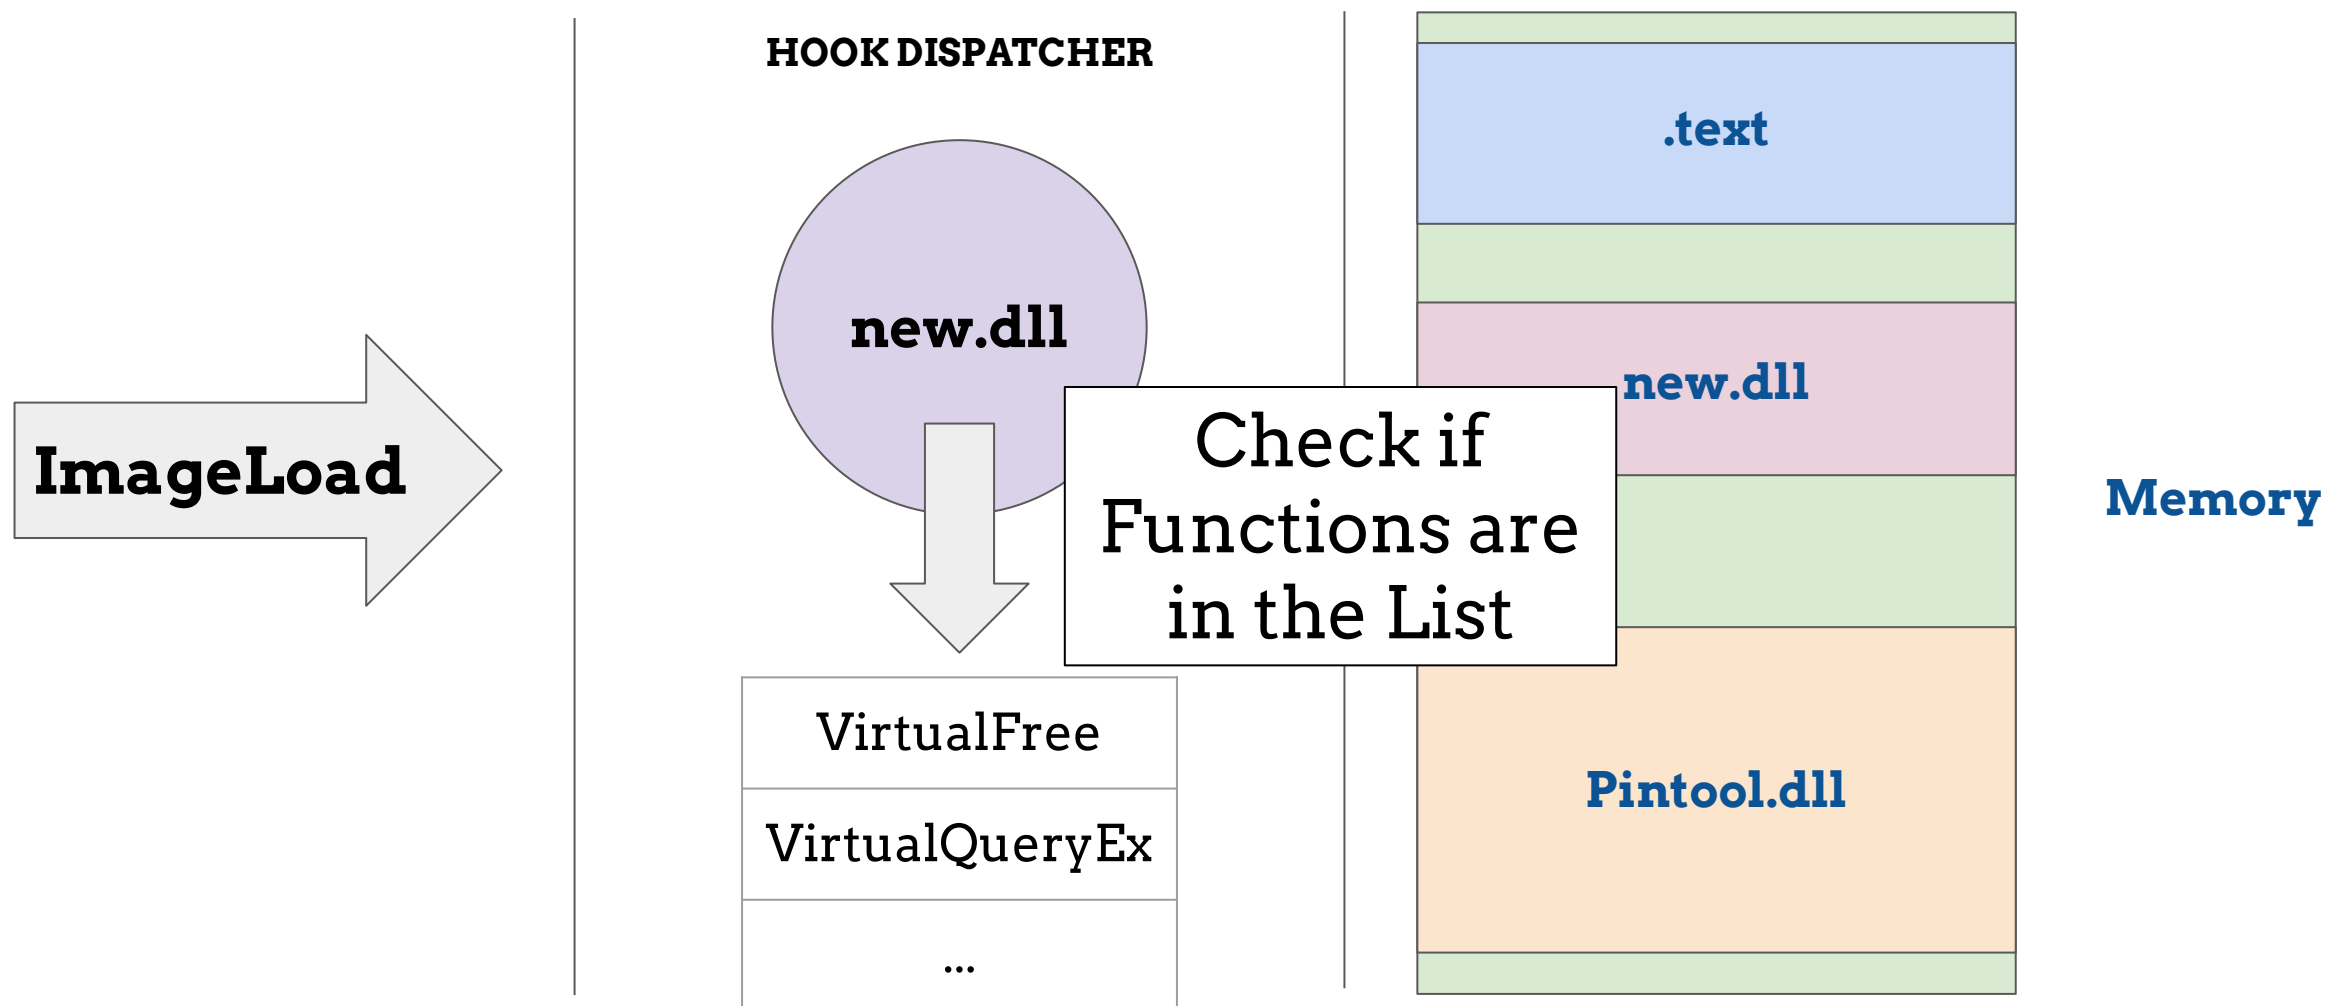 ImageLoad
HOOK DISPATCHER
new.dll
Check if
Functions are
in the List
VirtualFree
VirtualQueryEx
...
.text
new.dll
Pintool.dll
Memory